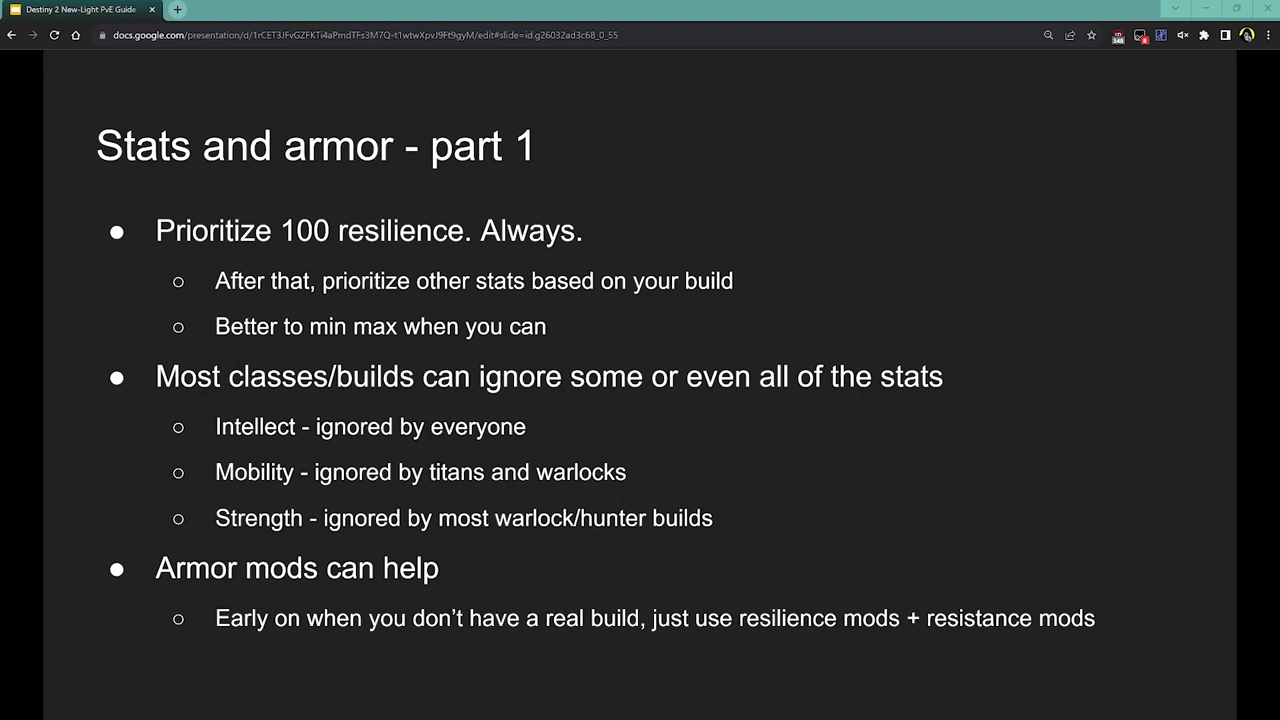 Destiny 2 New-Light PvE Guide
docs.google.com/presentation/d/1rCET3JFvGZFKTi4aPmdTFs3M7Q-t1wtwXpvJ9Ft9gyM/edit#slide=id.g26032ad3c68_0_55
Stats and armor - part 1
● Prioritize 100 resilience. Always.
○ After that, prioritize other stats based on your build
○ Better to min max when you can
● Most classes/builds can ignore some or even all of the stats
○ Intellect - ignored by everyone
○ Mobility - ignored by titans and warlocks
○ Strength - ignored by most warlock/hunter builds
● Armor mods can help
○ Early on when you don’t have a real build, just use resilience mods + resistance mods